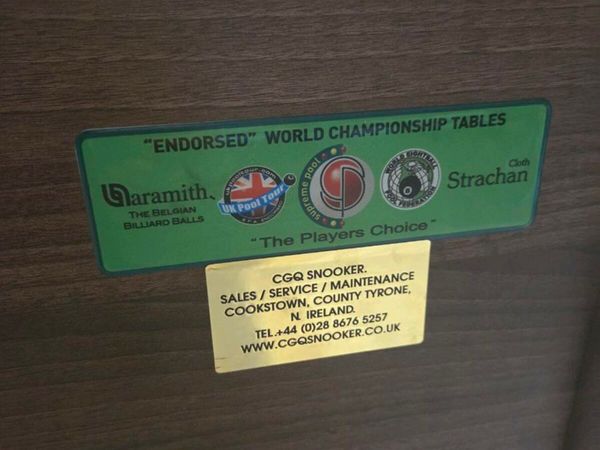 "ENDORSED" WORLD CHAMPIONSHIP TABLES
aramith.
THE BELGIAN
BILLIARD BALLS
UK Pool Tour
supreme pool
WORLD EIGHTBALL
POOL FEDERATION
Cloth
Strachan
"The Players Choice"
CGQ SNOOKER.
SALES / SERVICE / MAINTENANCE
COOKSTOWN, COUNTY TYRONE,
N. IRELAND.
TEL.+44 (0)28 8676 5257
WWW.CGQSNOOKER.CO.UK